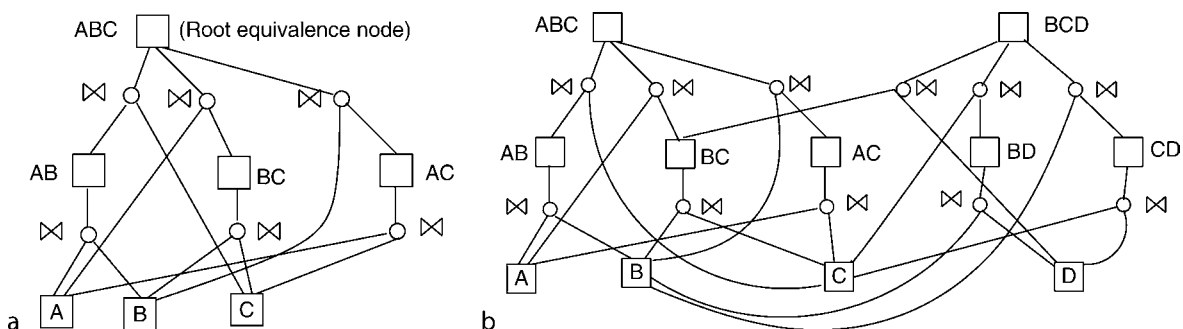 ABC (Root equivalence node)
⋈ ⋈ ⋈
AB BC AC
⋈ ⋈ ⋈
A B C
a
ABC BCD
⋈ ⋈ ⋈ ⋈ ⋈ ⋈
AB BC AC BD CD
⋈ ⋈ ⋈ ⋈ ⋈
A B C D
b